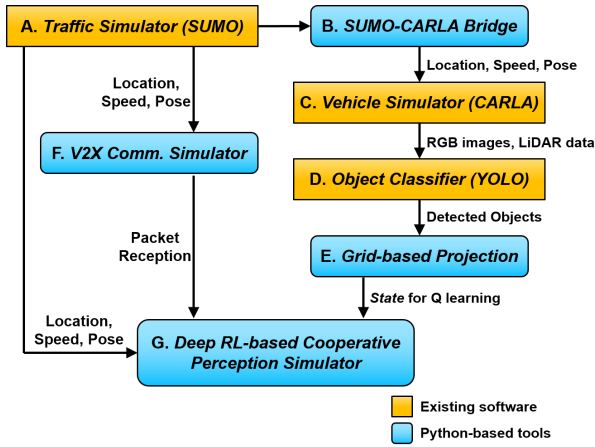 A. Traffic Simulator (SUMO)
B. SUMO-CARLA Bridge
Location, Speed, Pose
C. Vehicle Simulator (CARLA)
RGB images, LiDAR data
D. Object Classifier (YOLO)
Detected Objects
E. Grid-based Projection
State for Q learning
Location,
Speed, Pose
F. V2X Comm. Simulator
Packet
Reception
Location,
Speed, Pose
G. Deep RL-based Cooperative
Perception Simulator
Existing software
Python-based tools